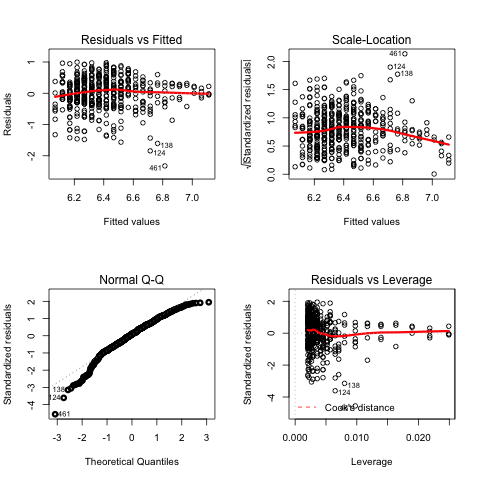 Residuals vs Fitted
Residuals
1
0
-1
-2
138
124
461
6.2 6.4 6.6 6.8 7.0
Fitted values
Scale-Location
√|Standardized residuals|
2.0
1.5
1.0
0.5
0.0
461
124
138
6.2 6.4 6.6 6.8 7.0
Fitted values
Normal Q-Q
Standardized residuals
2
1
0
-1
-2
-3
-4
138
124
461
-3 -2 -1 0 1 2 3
Theoretical Quantiles
Residuals vs Leverage
Standardized residuals
2
0
-2
-4
138
124
Cook's distance
0.000 0.010 0.020
Leverage